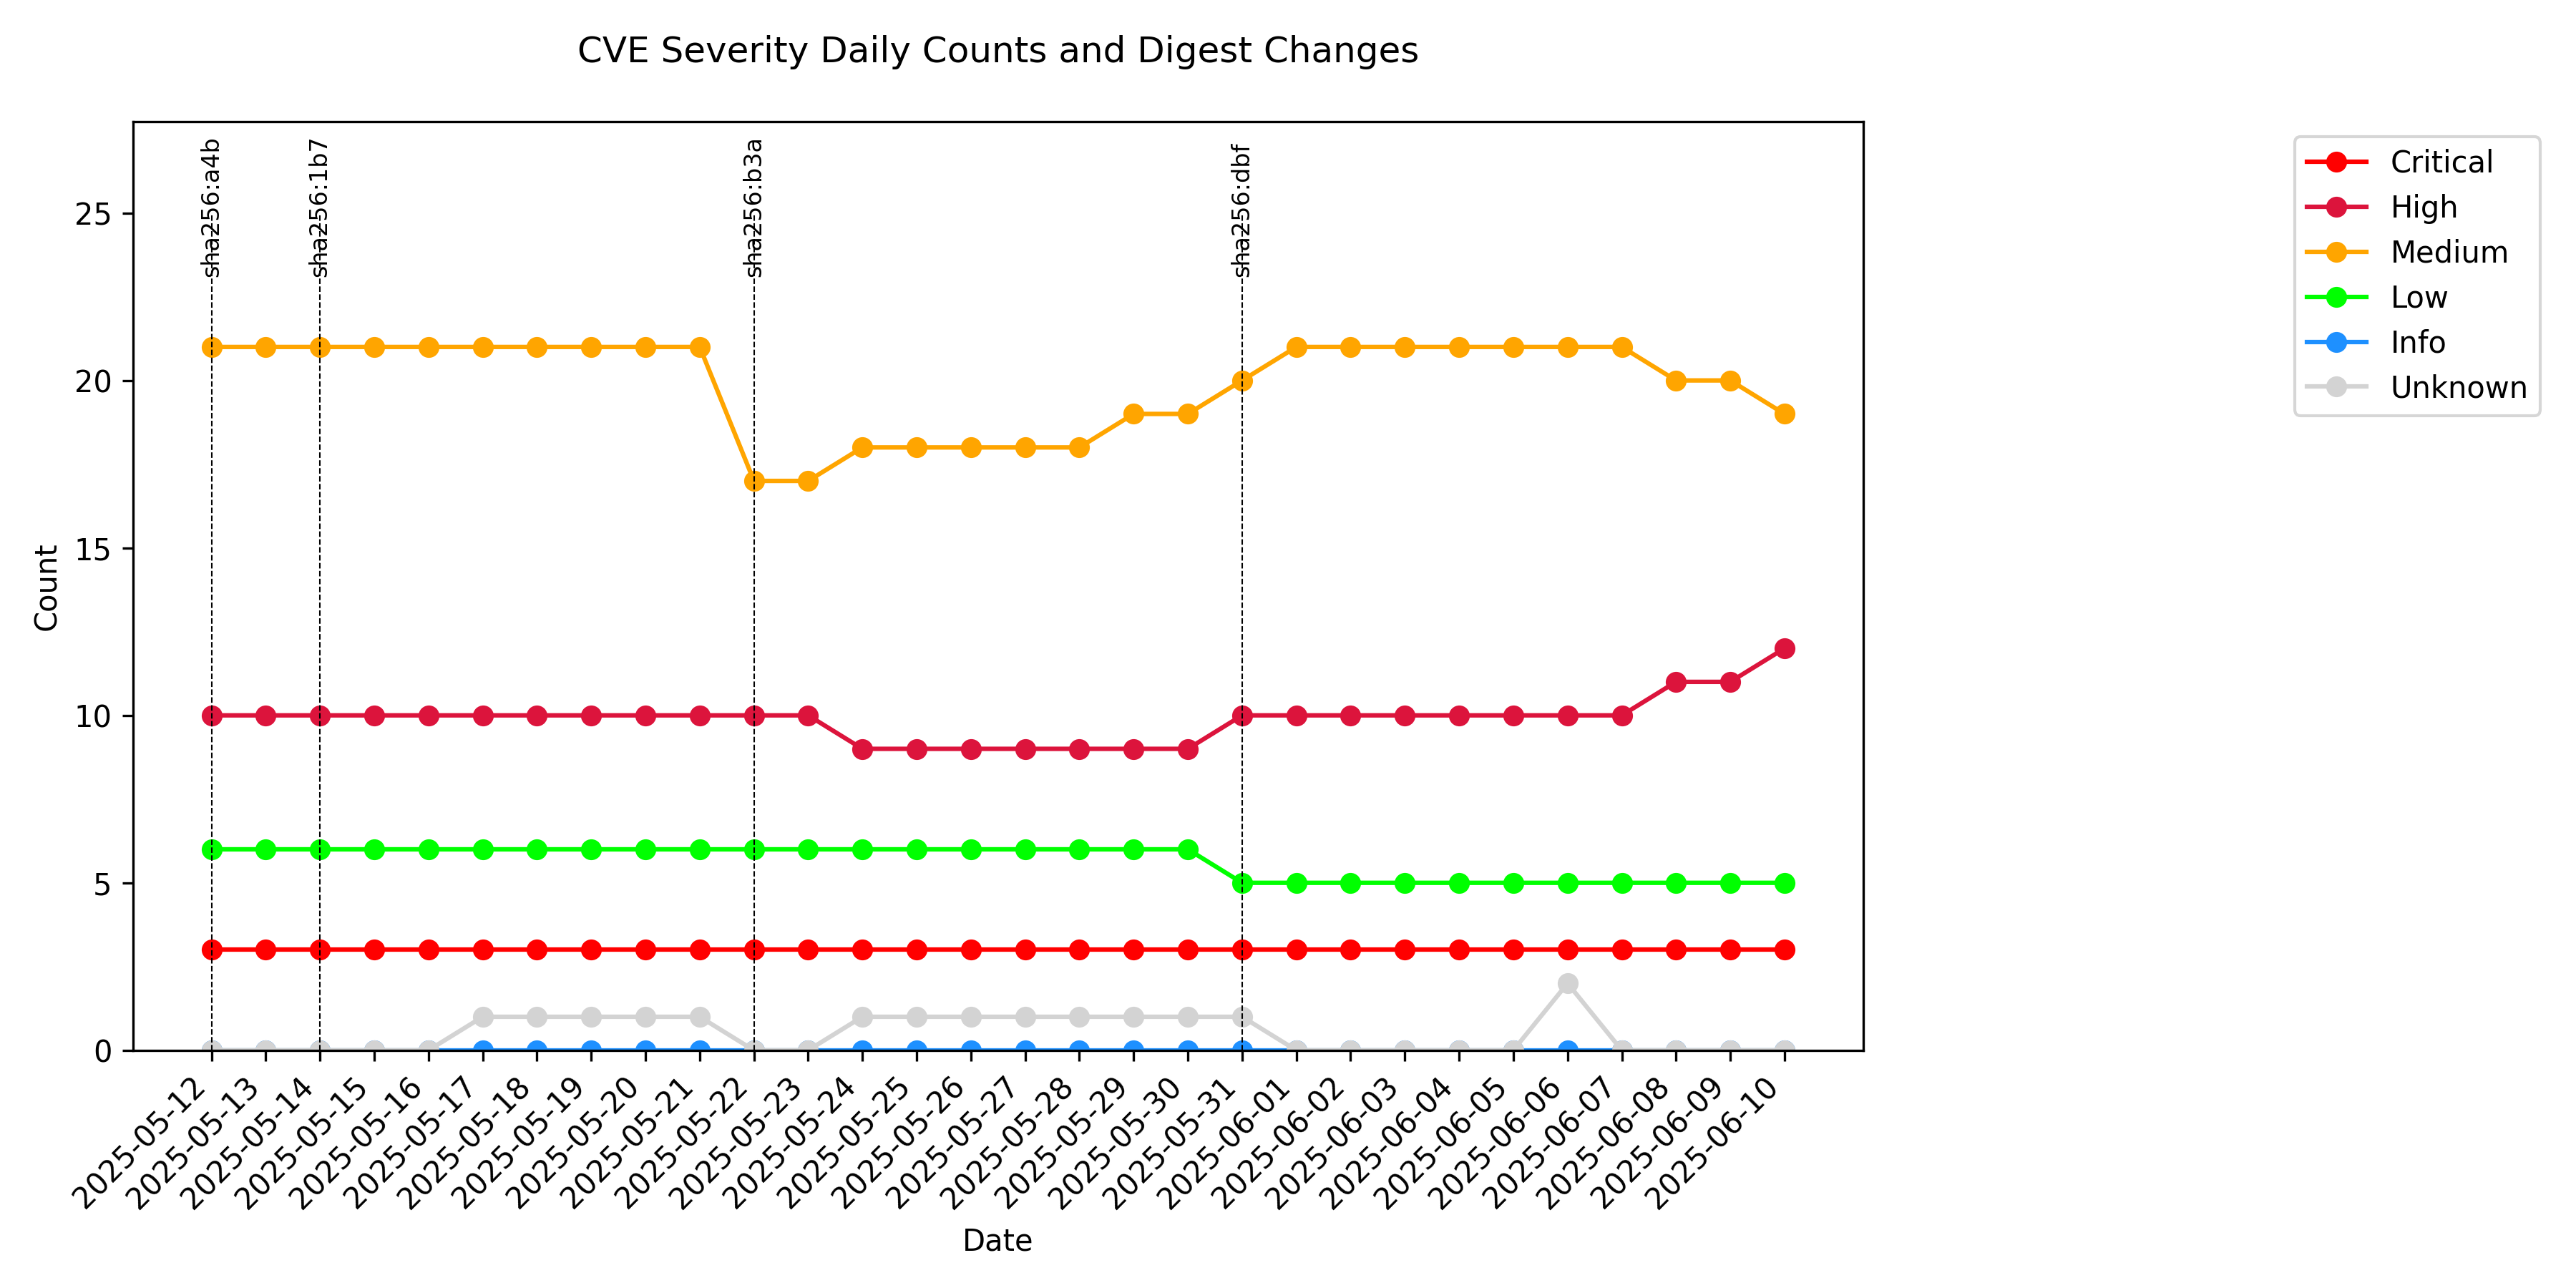 CVE Severity Daily Counts and Digest Changes
sha256:a4b
sha256:1b7
sha256:b3a
sha256:dbf
Critical
High
Medium
Low
Info
Unknown
Count
25
20
15
10
5
0
2025-05-12
2025-05-13
2025-05-14
2025-05-15
2025-05-16
2025-05-17
2025-05-18
2025-05-19
2025-05-20
2025-05-21
2025-05-22
2025-05-23
2025-05-24
2025-05-25
2025-05-26
2025-05-27
2025-05-28
2025-05-29
2025-05-30
2025-05-31
2025-06-01
2025-06-02
2025-06-03
2025-06-04
2025-06-05
2025-06-06
2025-06-07
2025-06-08
2025-06-09
2025-06-10
Date